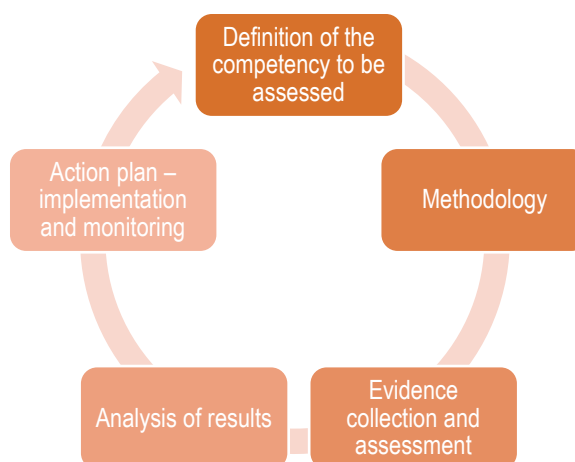 Definition of the
competency to be
assessed
Methodology
Evidence
collection and
assessment
Analysis of results
Action plan –
implementation
and monitoring